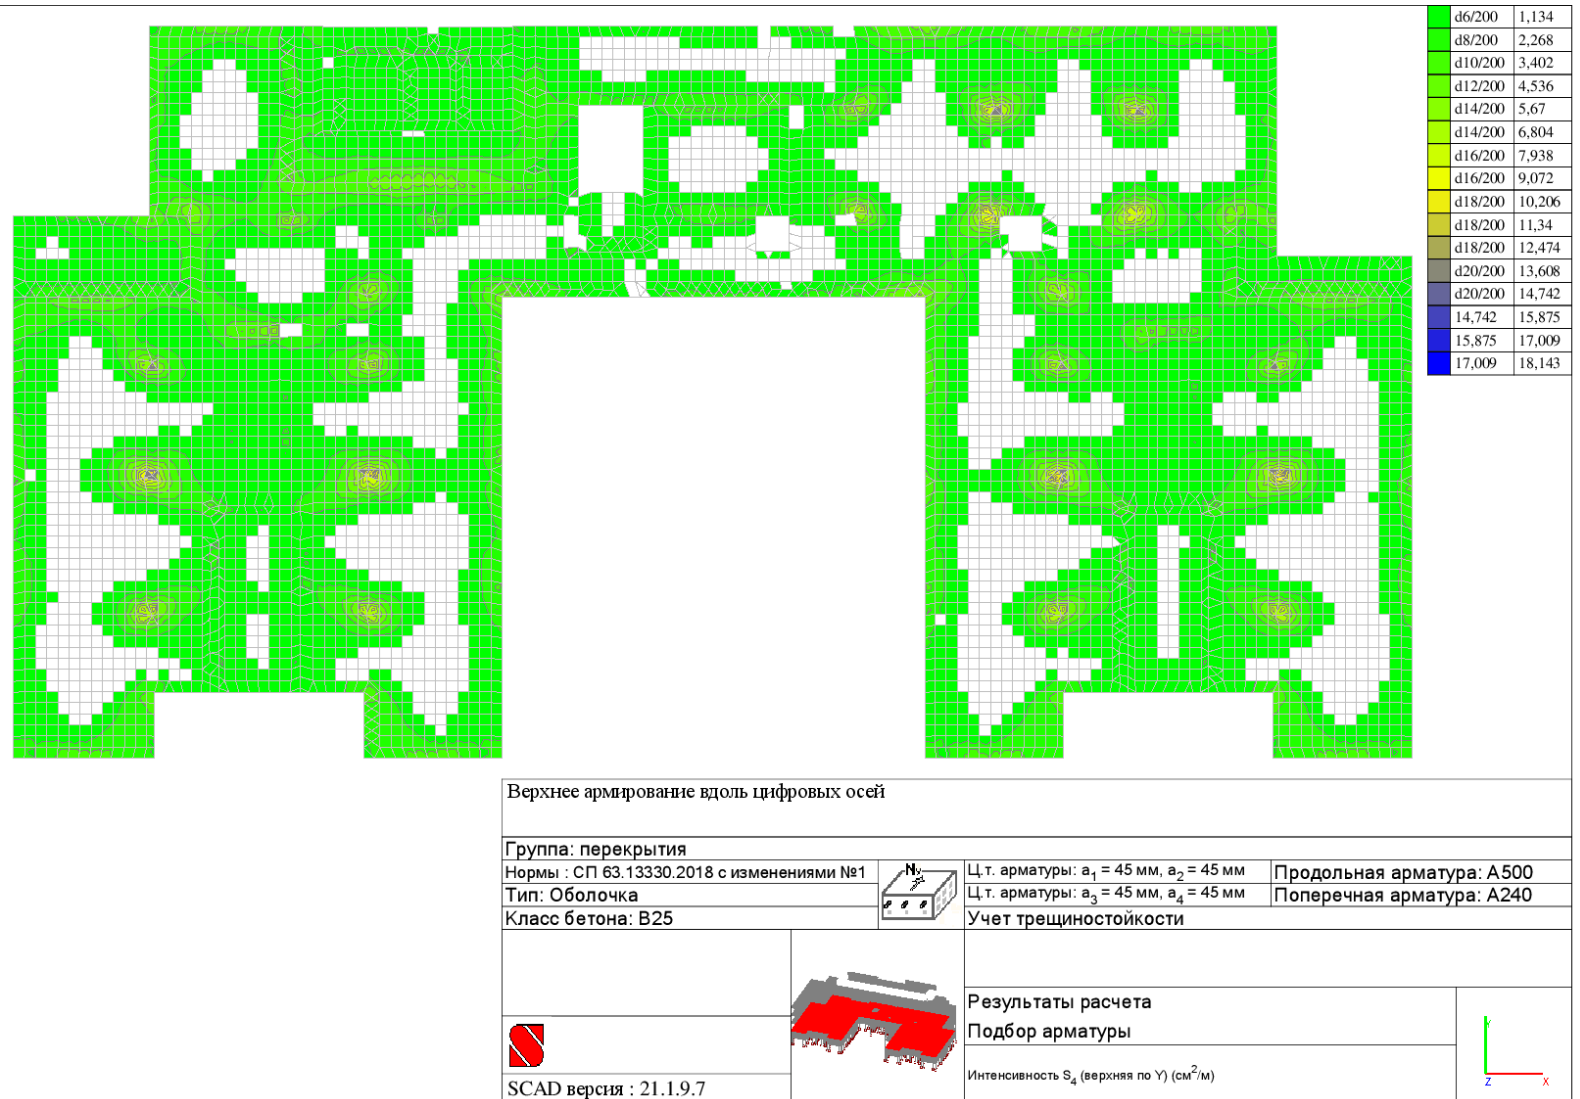 d6/200 1,134
d8/200 2,268
d10/200 3,402
d12/200 4,536
d14/200 5,67
d14/200 6,804
d16/200 7,938
d16/200 9,072
d18/200 10,206
d18/200 11,34
d18/200 12,474
d20/200 13,608
d20/200 14,742
14,742 15,875
15,875 17,009
17,009 18,143
Верхнее армирование вдоль цифровых осей
Группа: перекрытия
Нормы : СП 63.13330.2018 с изменениями №1
Тип: Оболочка
Класс бетона: B25
Ц.т. арматуры: a₁ = 45 мм, a₂ = 45 мм
Продольная арматура: A500
Ц.т. арматуры: a₃ = 45 мм, a₄ = 45 мм
Поперечная арматура: A240
Учет трещиностойкости
Результаты расчета
Подбор арматуры
Интенсивность S₄ (верхняя по Y) (см²/м)
SCAD версия : 21.1.9.7
Y
Z X